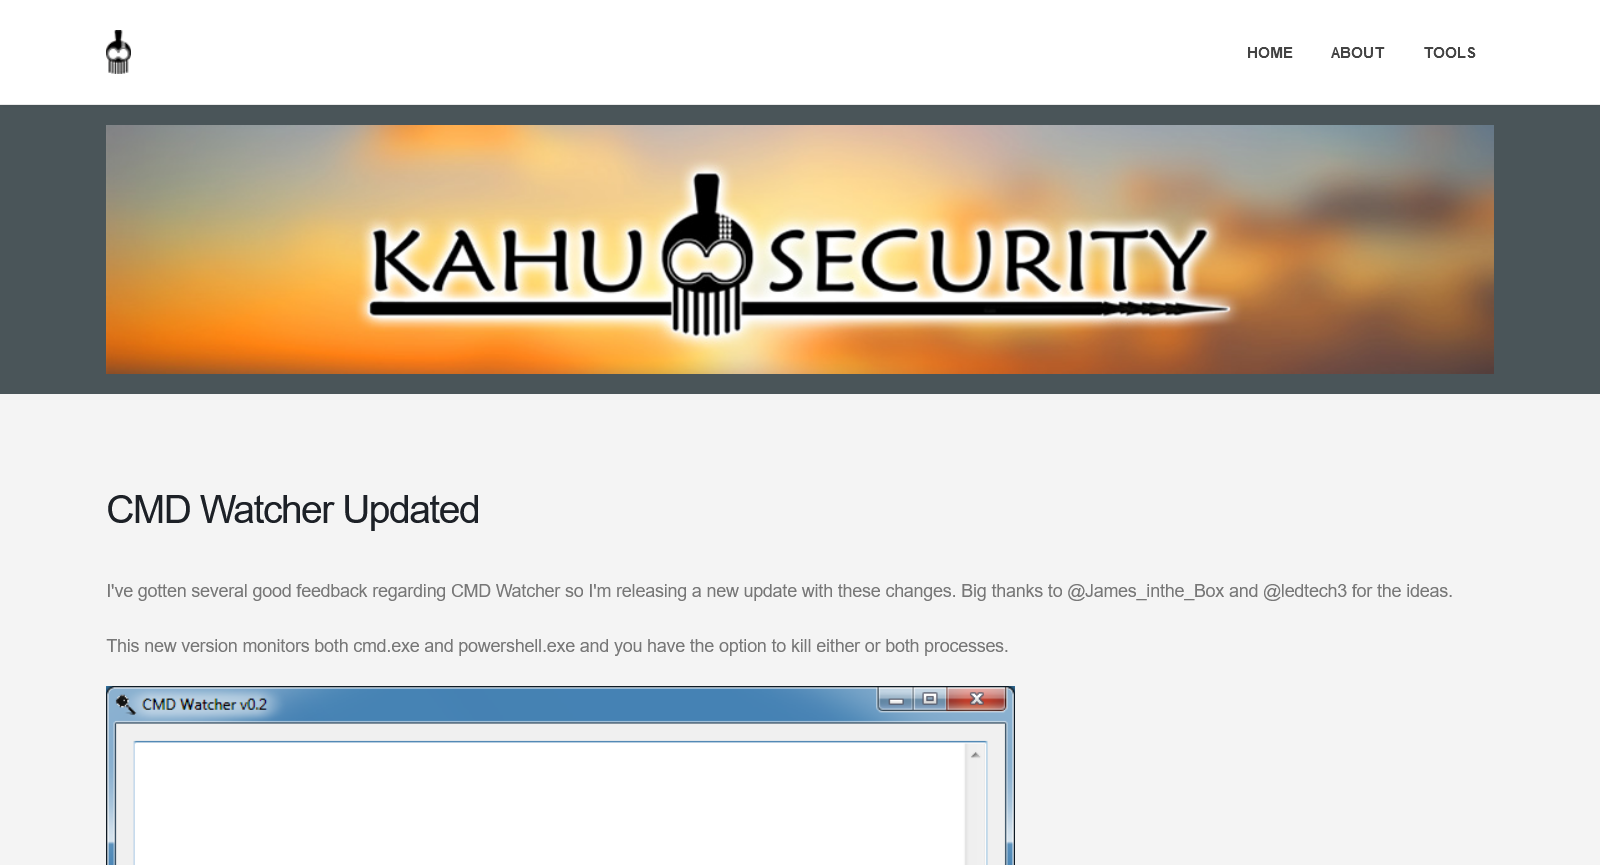 HOME ABOUT TOOLS
KAHU SECURITY
CMD Watcher Updated
I've gotten several good feedback regarding CMD Watcher so I'm releasing a new update with these changes. Big thanks to @James_inthe_Box and @ledtech3 for the ideas.
This new version monitors both cmd.exe and powershell.exe and you have the option to kill either or both processes.
CMD Watcher v0.2